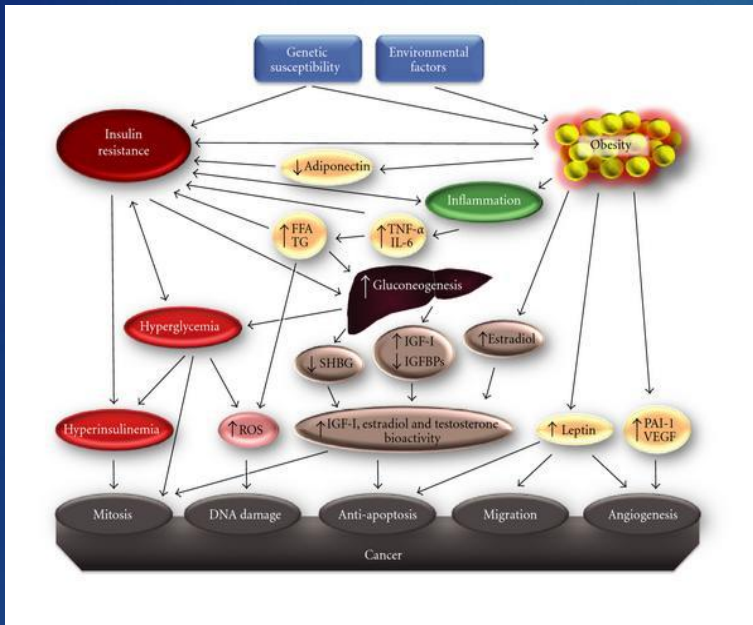 Genetic
susceptibility
Environmental
factors
Insulin
resistance
Obesity
↓ Adiponectin
Inflammation
↑ FFA
TG
↑ TNF-α
IL-6
↑ Gluconeogenesis
Hyperglycemia
↓ SHBG
↑ IGF-I
↓ IGFBPs
↑ Estradiol
Hyperinsulinemia
↑ ROS
↑ IGF-I, estradiol and testosterone
bioactivity
↑ Leptin
↑ PAI-1
VEGF
Mitosis
DNA damage
Anti-apoptosis
Migration
Angiogenesis
Cancer